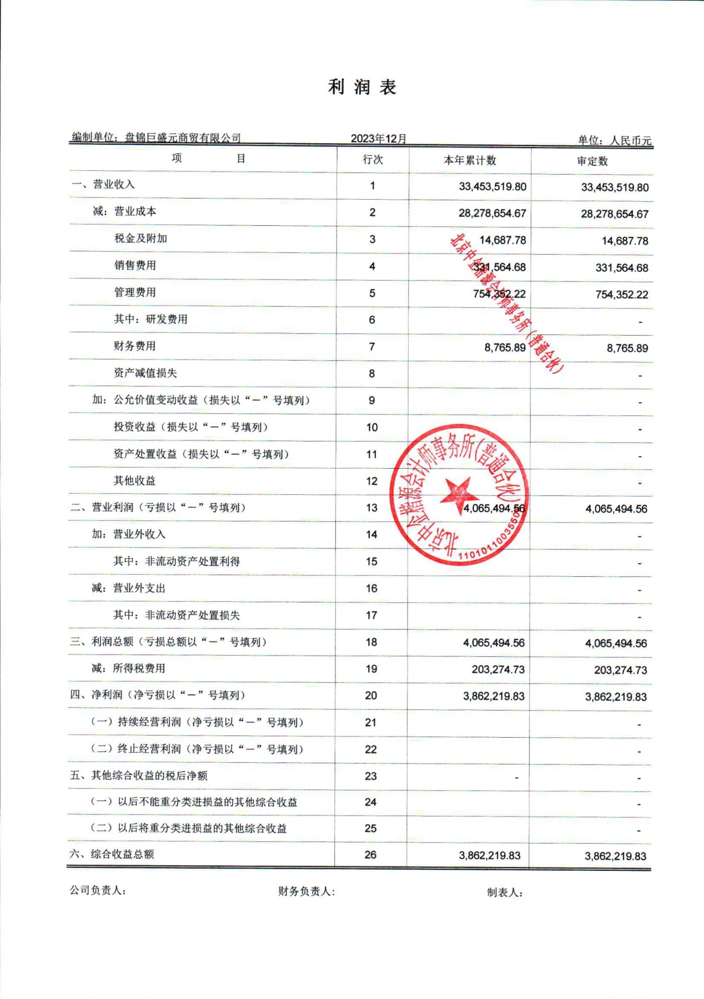 利 润 表
编制单位：盘锦巨盛元商贸有限公司 2023年12月 单位：人民币元
项 目 行次 本年累计数 审定数
一、营业收入 1 33,453,519.80 33,453,519.80
减：营业成本 2 28,278,654.67 28,278,654.67
税金及附加 3 14,687.78 14,687.78
销售费用 4 331,564.68 331,564.68
管理费用 5 754,352.22 754,352.22
其中：研发费用 6 -
财务费用 7 8,765.89 8,765.89
资产减值损失 8 -
加：公允价值变动收益（损失以“－”号填列） 9 -
投资收益（损失以“－”号填列） 10 -
资产处置收益（损失以“－”号填列） 11 -
其他收益 12 -
二、营业利润（亏损以“－”号填列） 13 4,065,494.56 4,065,494.56
加：营业外收入 14 -
其中：非流动资产处置利得 15 -
减：营业外支出 16 -
其中：非流动资产处置损失 17 -
三、利润总额（亏损总额以“－”号填列） 18 4,065,494.56 4,065,494.56
减：所得税费用 19 203,274.73 203,274.73
四、净利润（净亏损以“－”号填列） 20 3,862,219.83 3,862,219.83
（一）持续经营利润（净亏损以“－”号填列） 21 -
（二）终止经营利润（净亏损以“－”号填列） 22 -
五、其他综合收益的税后净额 23 - -
（一）以后不能重分类进损益的其他综合收益 24 -
（二）以后将重分类进损益的其他综合收益 25 -
六、综合收益总额 26 3,862,219.83 3,862,219.83
公司负责人： 财务负责人： 制表人：
北京中企楷源会计师事务所（普通合伙）
北京中企楷源会计师事务所（普通合伙）